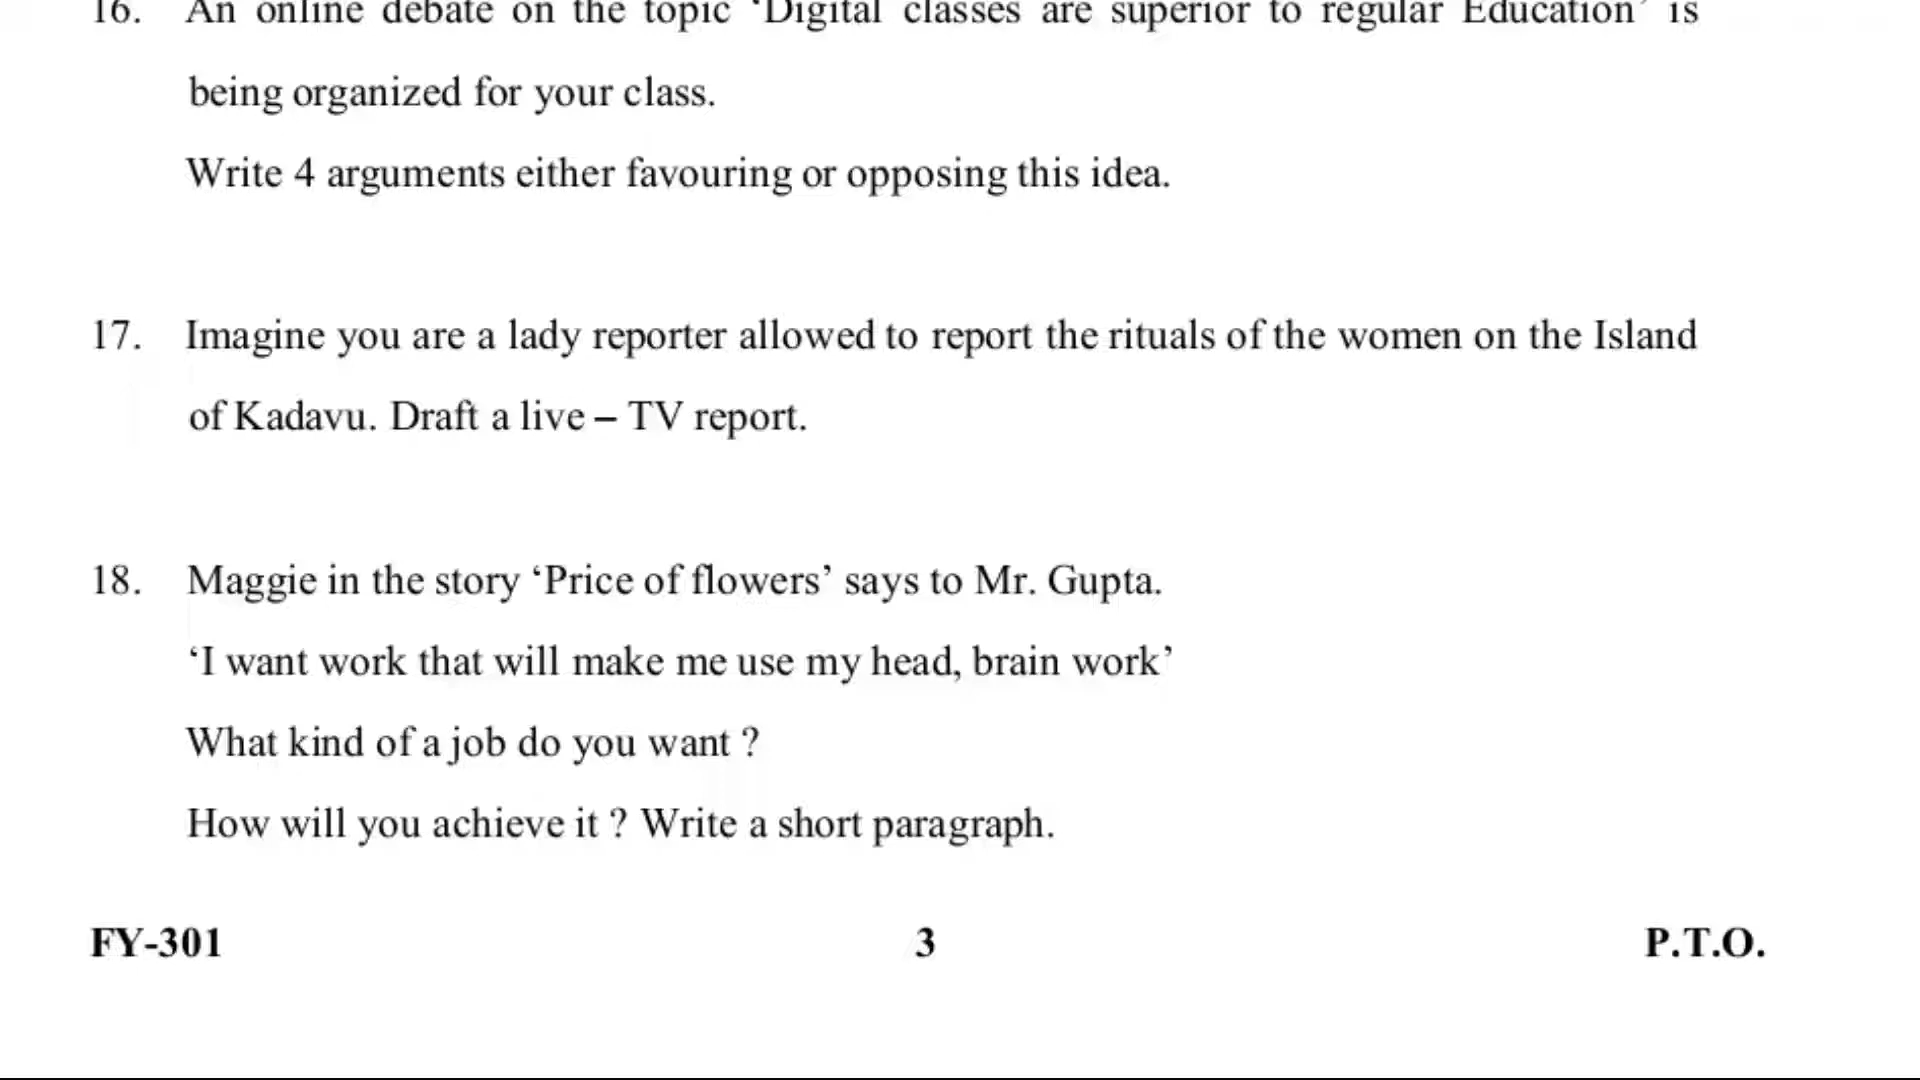 16. An online debate on the topic ‘Digital classes are superior to regular Education’ is
being organized for your class.
Write 4 arguments either favouring or opposing this idea.
17. Imagine you are a lady reporter allowed to report the rituals of the women on the Island
of Kadavu. Draft a live – TV report.
18. Maggie in the story ‘Price of flowers’ says to Mr. Gupta.
‘I want work that will make me use my head, brain work’
What kind of a job do you want ?
How will you achieve it ? Write a short paragraph.
FY-301 3 P.T.O.